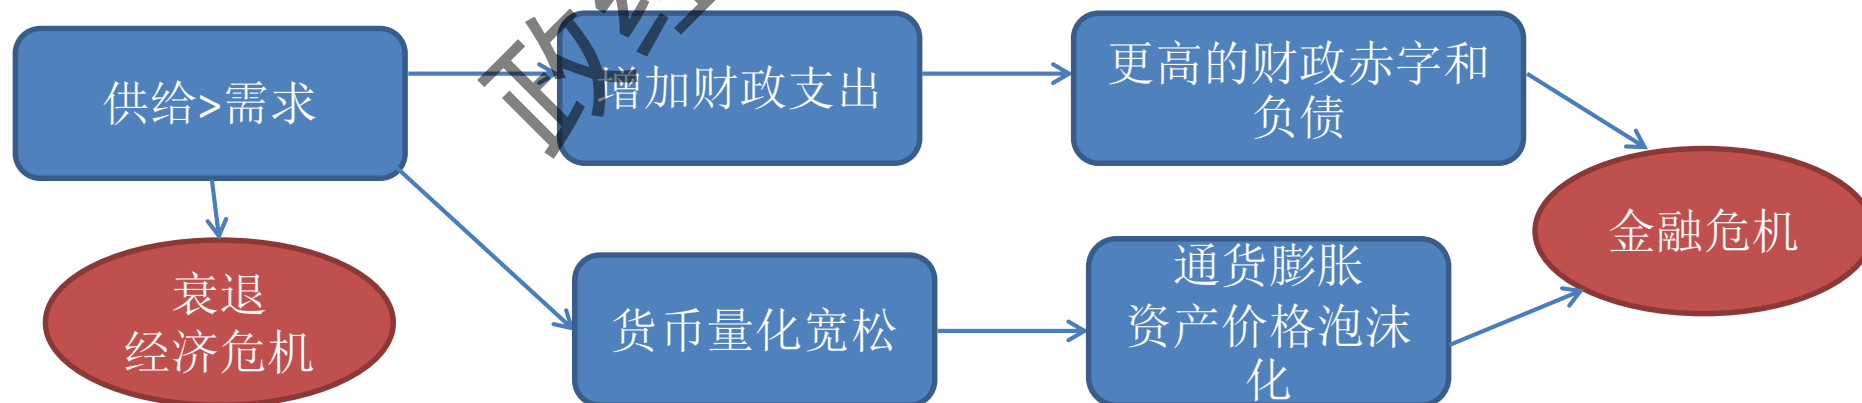 供给>需求
增加财政支出
更高的财政赤字和
负债
金融危机
衰退
经济危机
货币量化宽松
通货膨胀
资产价格泡沫
化
政